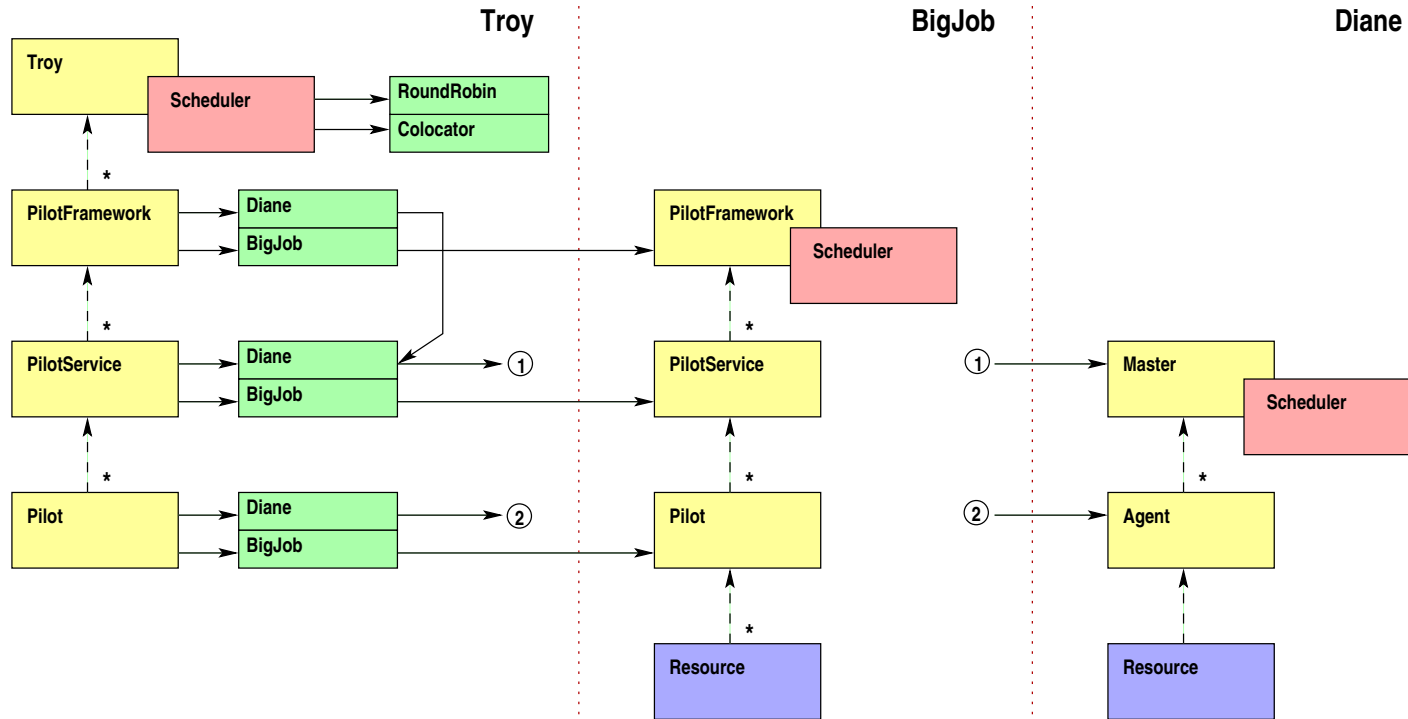 Troy
BigJob
Diane
Troy
Scheduler
RoundRobin
Colocator
*
PilotFramework
Diane
BigJob
PilotFramework
Scheduler
*
*
PilotService
Diane
BigJob
1
PilotService
1
Master
Scheduler
*
*
*
Pilot
Diane
BigJob
2
Pilot
2
Agent
*
Resource
Resource